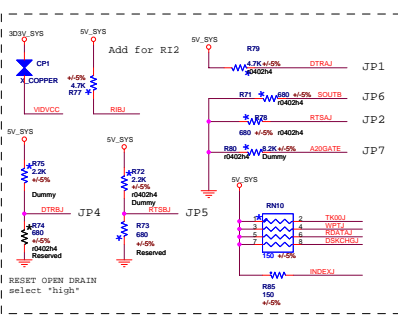 3D3V_SYS
5V_SYS
Add for RI2
CP1
X_COPPER
+/-5%
4.7K
R77
VIDVCC
RIBJ
5V_SYS
R79
4.7K +/-5%
r0402h4
DTRAJ
JP1
R71
680 +/-5%
SOUTB
JP6
r0402h4
R78
RTSAJ
JP2
680 +/-5% r0402h4
R80
8.2K +/-5%
A20GATE
JP7
r0402h4
Dummy
5V_SYS
R75
2.2K
+/-5%
Dummy
DTRBJ
JP4
R74
680
+/-5%
r0402h4
Reserved
5V_SYS
R72
2.2K
+/-5%
r0402h4
Dummy
RTSBJ
JP5
R73
680
+/-5%
Reserved
5V_SYS
RN10
1 2 TK00J
3 4 WPTJ
5 6 RDATAJ
7 8 DSKCHGJ
150 +/-5%
INDEXJ
R85
150
+/-5%
RESET OPEN DRAIN
select "high"